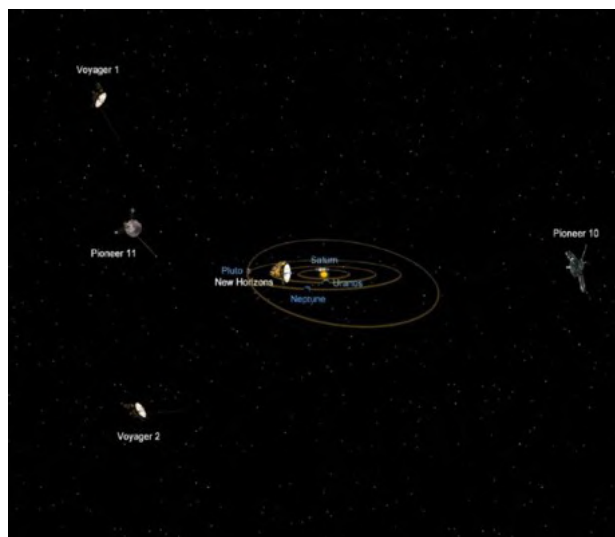 Voyager 1
Pioneer 10
Pioneer 11
Saturn
Pluto
New Horizons
Uranus
Neptune
Voyager 2